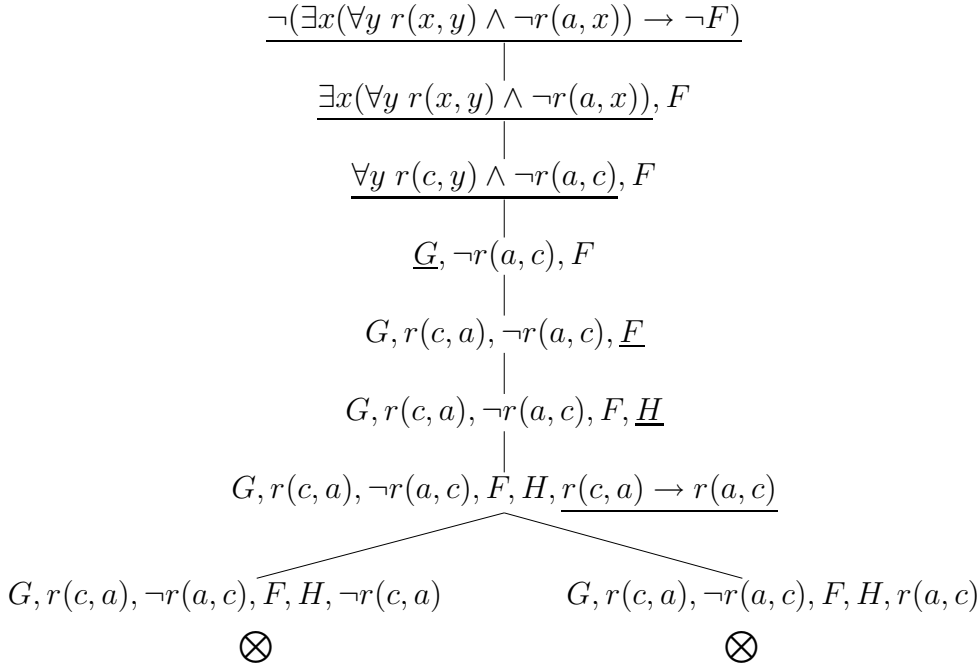 ¬(∃x(∀y r(x, y) ∧ ¬r(a, x)) → ¬F)
∃x(∀y r(x, y) ∧ ¬r(a, x)), F
∀y r(c, y) ∧ ¬r(a, c), F
G, ¬r(a, c), F
G, r(c, a), ¬r(a, c), F
G, r(c, a), ¬r(a, c), F, H
G, r(c, a), ¬r(a, c), F, H, r(c, a) → r(a, c)
G, r(c, a), ¬r(a, c), F, H, ¬r(c, a)
G, r(c, a), ¬r(a, c), F, H, r(a, c)
⊗
⊗